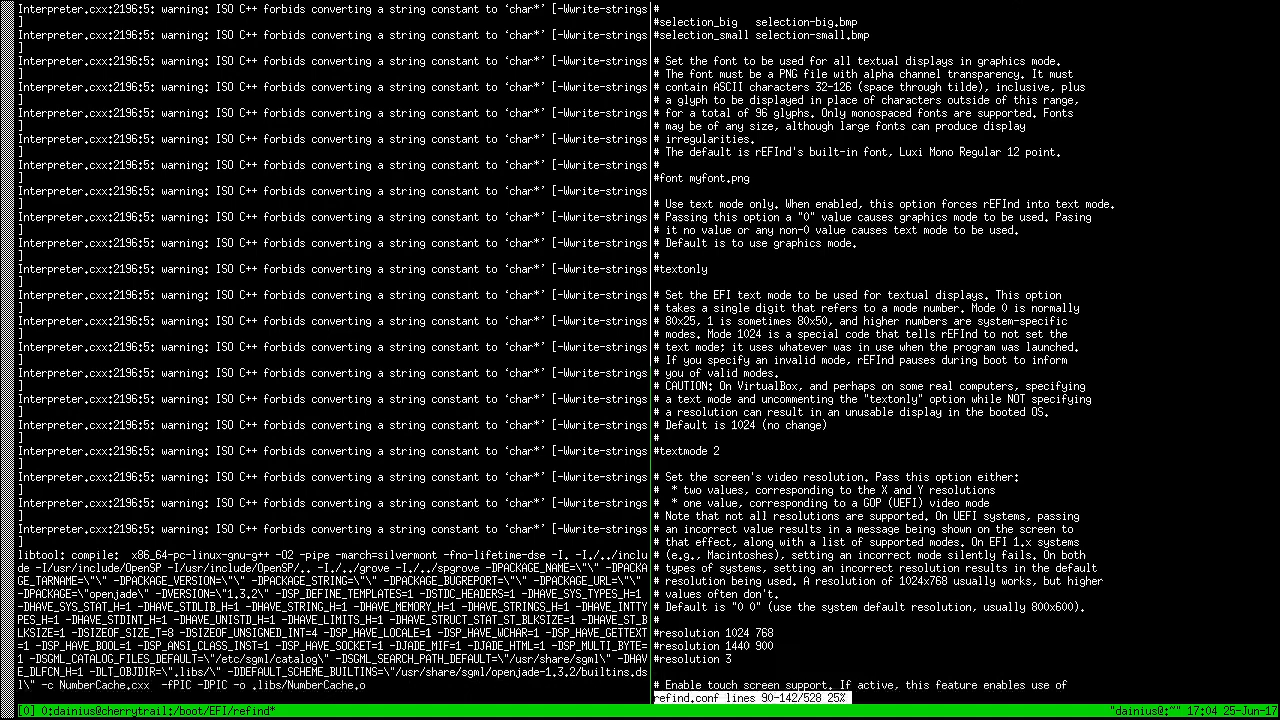 Interpreter.cxx:2196:5: warning: ISO C++ forbids converting a string constant to ‘char*’ [-Wwrite-strings
]
Interpreter.cxx:2196:5: warning: ISO C++ forbids converting a string constant to ‘char*’ [-Wwrite-strings
]
Interpreter.cxx:2196:5: warning: ISO C++ forbids converting a string constant to ‘char*’ [-Wwrite-strings
]
Interpreter.cxx:2196:5: warning: ISO C++ forbids converting a string constant to ‘char*’ [-Wwrite-strings
]
Interpreter.cxx:2196:5: warning: ISO C++ forbids converting a string constant to ‘char*’ [-Wwrite-strings
]
Interpreter.cxx:2196:5: warning: ISO C++ forbids converting a string constant to ‘char*’ [-Wwrite-strings
]
Interpreter.cxx:2196:5: warning: ISO C++ forbids converting a string constant to ‘char*’ [-Wwrite-strings
]
Interpreter.cxx:2196:5: warning: ISO C++ forbids converting a string constant to ‘char*’ [-Wwrite-strings
]
Interpreter.cxx:2196:5: warning: ISO C++ forbids converting a string constant to ‘char*’ [-Wwrite-strings
]
Interpreter.cxx:2196:5: warning: ISO C++ forbids converting a string constant to ‘char*’ [-Wwrite-strings
]
Interpreter.cxx:2196:5: warning: ISO C++ forbids converting a string constant to ‘char*’ [-Wwrite-strings
]
Interpreter.cxx:2196:5: warning: ISO C++ forbids converting a string constant to ‘char*’ [-Wwrite-strings
]
Interpreter.cxx:2196:5: warning: ISO C++ forbids converting a string constant to ‘char*’ [-Wwrite-strings
]
Interpreter.cxx:2196:5: warning: ISO C++ forbids converting a string constant to ‘char*’ [-Wwrite-strings
]
Interpreter.cxx:2196:5: warning: ISO C++ forbids converting a string constant to ‘char*’ [-Wwrite-strings
]
Interpreter.cxx:2196:5: warning: ISO C++ forbids converting a string constant to ‘char*’ [-Wwrite-strings
]
Interpreter.cxx:2196:5: warning: ISO C++ forbids converting a string constant to ‘char*’ [-Wwrite-strings
]
Interpreter.cxx:2196:5: warning: ISO C++ forbids converting a string constant to ‘char*’ [-Wwrite-strings
]
Interpreter.cxx:2196:5: warning: ISO C++ forbids converting a string constant to ‘char*’ [-Wwrite-strings
]
Interpreter.cxx:2196:5: warning: ISO C++ forbids converting a string constant to ‘char*’ [-Wwrite-strings
]
Interpreter.cxx:2196:5: warning: ISO C++ forbids converting a string constant to ‘char*’ [-Wwrite-strings
]
libtool: compile:  x86_64-pc-linux-gnu-g++ -O2 -pipe -march=silvermont -fno-lifetime-dse -I. -I./../inclu
de -I/usr/include/OpenSP -I/usr/include/OpenSP/.. -I./../grove -I./../spgrove -DPACKAGE_NAME=\"\" -DPACKA
GE_TARNAME=\"\" -DPACKAGE_VERSION=\"\" -DPACKAGE_STRING=\"\" -DPACKAGE_BUGREPORT=\"\" -DPACKAGE_URL=\"\"
-DPACKAGE=\"openjade\" -DVERSION=\"1.3.2\" -DSP_DEFINE_TEMPLATES=1 -DSTDC_HEADERS=1 -DHAVE_SYS_TYPES_H=1
-DHAVE_SYS_STAT_H=1 -DHAVE_STDLIB_H=1 -DHAVE_STRING_H=1 -DHAVE_MEMORY_H=1 -DHAVE_STRINGS_H=1 -DHAVE_INTTY
PES_H=1 -DHAVE_STDINT_H=1 -DHAVE_UNISTD_H=1 -DHAVE_LIMITS_H=1 -DHAVE_STRUCT_STAT_ST_BLKSIZE=1 -DHAVE_ST_B
LKSIZE=1 -DSIZEOF_SIZE_T=8 -DSIZEOF_UNSIGNED_INT=4 -DSP_HAVE_LOCALE=1 -DSP_HAVE_WCHAR=1 -DSP_HAVE_GETTEXT
=1 -DSP_HAVE_BOOL=1 -DSP_ANSI_CLASS_INST=1 -DSP_HAVE_SOCKET=1 -DJADE_MIF=1 -DJADE_HTML=1 -DSP_MULTI_BYTE=
1 -DSGML_CATALOG_FILES_DEFAULT=\"/etc/sgml/catalog\" -DSGML_SEARCH_PATH_DEFAULT=\"/usr/share/sgml\" -DHAV
E_DLFCN_H=1 -DLT_OBJDIR=\".libs/\" -DDEFAULT_SCHEME_BUILTINS=\"/usr/share/sgml/openjade-1.3.2/builtins.ds
l\" -c NumberCache.cxx  -fPIC -DPIC -o .libs/NumberCache.o
#
#selection_big   selection-big.bmp
#selection_small selection-small.bmp

# Set the font to be used for all textual displays in graphics mode.
# The font must be a PNG file with alpha channel transparency. It must
# contain ASCII characters 32-126 (space through tilde), inclusive, plus
# a glyph to be displayed in place of characters outside of this range,
# for a total of 96 glyphs. Only monospaced fonts are supported. Fonts
# may be of any size, although large fonts can produce display
# irregularities.
# The default is rEFInd's built-in font, Luxi Mono Regular 12 point.
#
#font myfont.png

# Use text mode only. When enabled, this option forces rEFInd into text mode.
# Passing this option a "0" value causes graphics mode to be used. Pasing
# it no value or any non-0 value causes text mode to be used.
# Default is to use graphics mode.
#
#textonly

# Set the EFI text mode to be used for textual displays. This option
# takes a single digit that refers to a mode number. Mode 0 is normally
# 80x25, 1 is sometimes 80x50, and higher numbers are system-specific
# modes. Mode 1024 is a special code that tells rEFInd to not set the
# text mode; it uses whatever was in use when the program was launched.
# If you specify an invalid mode, rEFInd pauses during boot to inform
# you of valid modes.
# CAUTION: On VirtualBox, and perhaps on some real computers, specifying
# a text mode and uncommenting the "textonly" option while NOT specifying
# a resolution can result in an unusable display in the booted OS.
# Default is 1024 (no change)
#
#textmode 2

# Set the screen's video resolution. Pass this option either:
#  * two values, corresponding to the X and Y resolutions
#  * one value, corresponding to a GOP (UEFI) video mode
# Note that not all resolutions are supported. On UEFI systems, passing
# an incorrect value results in a message being shown on the screen to
# that effect, along with a list of supported modes. On EFI 1.x systems
# (e.g., Macintoshes), setting an incorrect mode silently fails. On both
# types of systems, setting an incorrect resolution results in the default
# resolution being used. A resolution of 1024x768 usually works, but higher
# values often don't.
# Default is "0 0" (use the system default resolution, usually 800x600).
#
#resolution 1024 768
#resolution 1440 900
#resolution 3

# Enable touch screen support. If active, this feature enables use of
refind.conf lines 90-142/528 25%
[0] 0:dainius@cherrytrail:/boot/EFI/refind*    "dainius@:~" 17:04 25-Jun-17